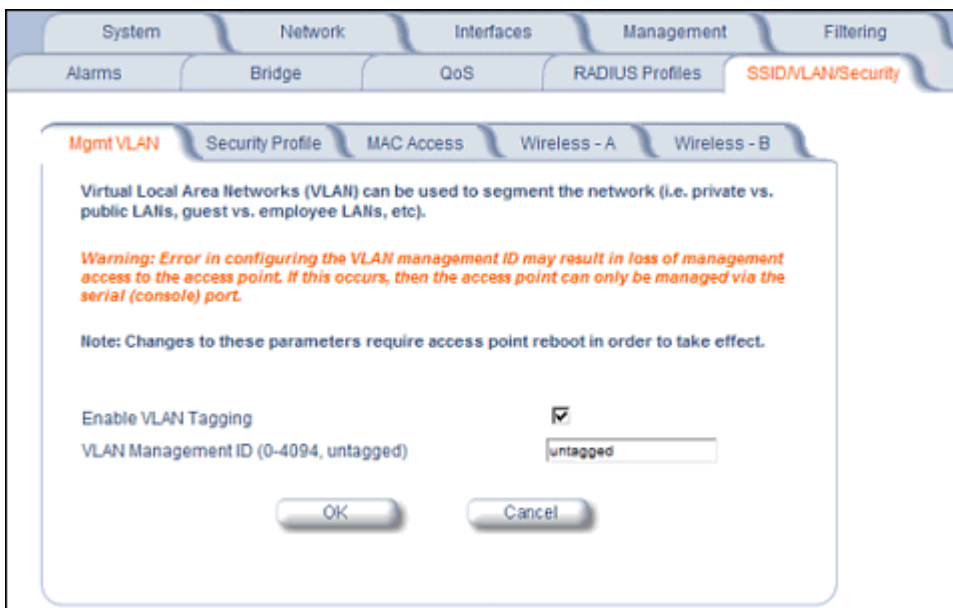 System Network Interfaces Management Filtering
Alarms Bridge QoS RADIUS Profiles SSID/VLAN/Security
Mgmt VLAN Security Profile MAC Access Wireless - A Wireless - B
Virtual Local Area Networks (VLAN) can be used to segment the network (i.e. private vs.
public LANs, guest vs. employee LANs, etc).
Warning: Error in configuring the VLAN management ID may result in loss of management
access to the access point. If this occurs, then the access point can only be managed via the
serial (console) port.
Note: Changes to these parameters require access point reboot in order to take effect.
Enable VLAN Tagging
VLAN Management ID (0-4094, untagged) untagged
OK Cancel